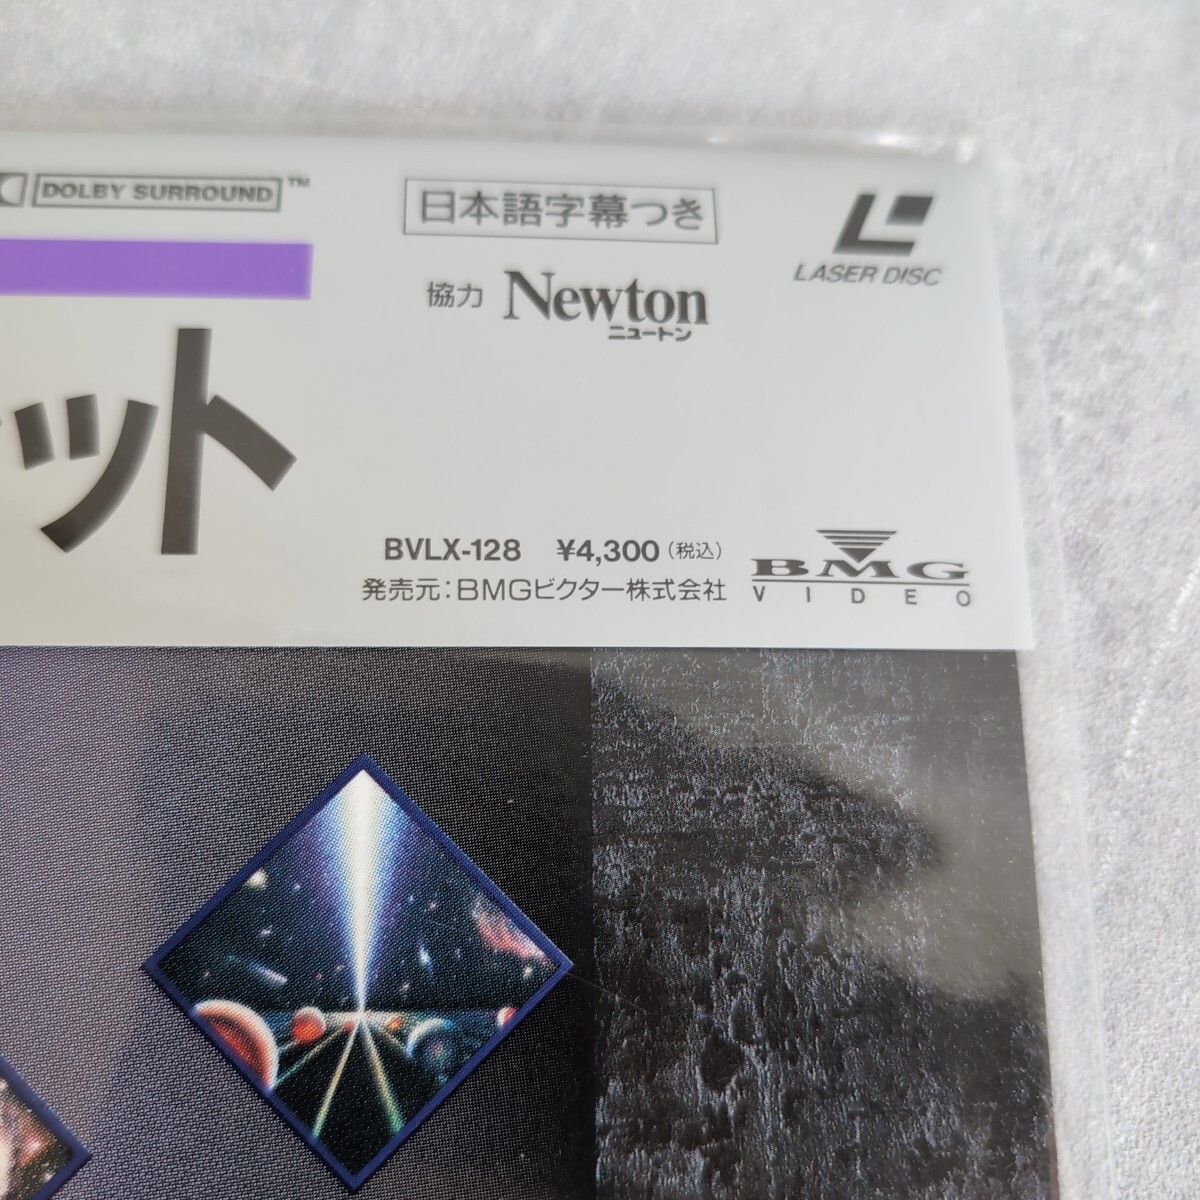 DOLBY SURROUND™
日本語字幕つき
LASER DISC
協力 Newton
ニュートン
ット
BVLX-128 ¥4,300(税込)
発売元:BMGビクター株式会社
BMG
VIDEO